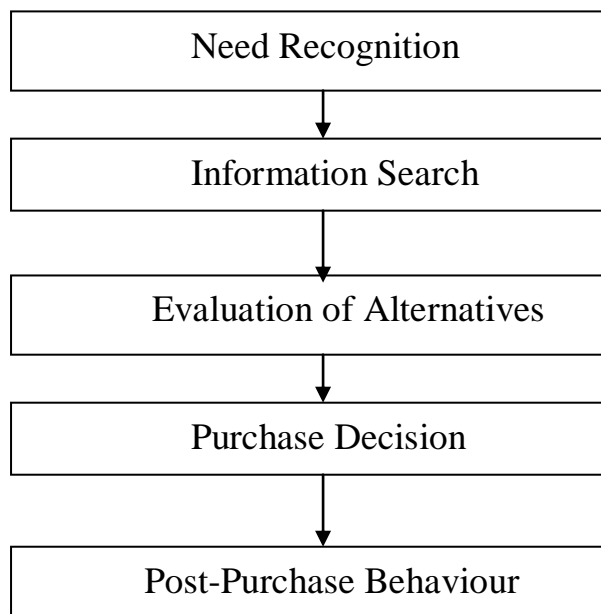 Need Recognition
Information Search
Evaluation of Alternatives
Purchase Decision
Post-Purchase Behaviour